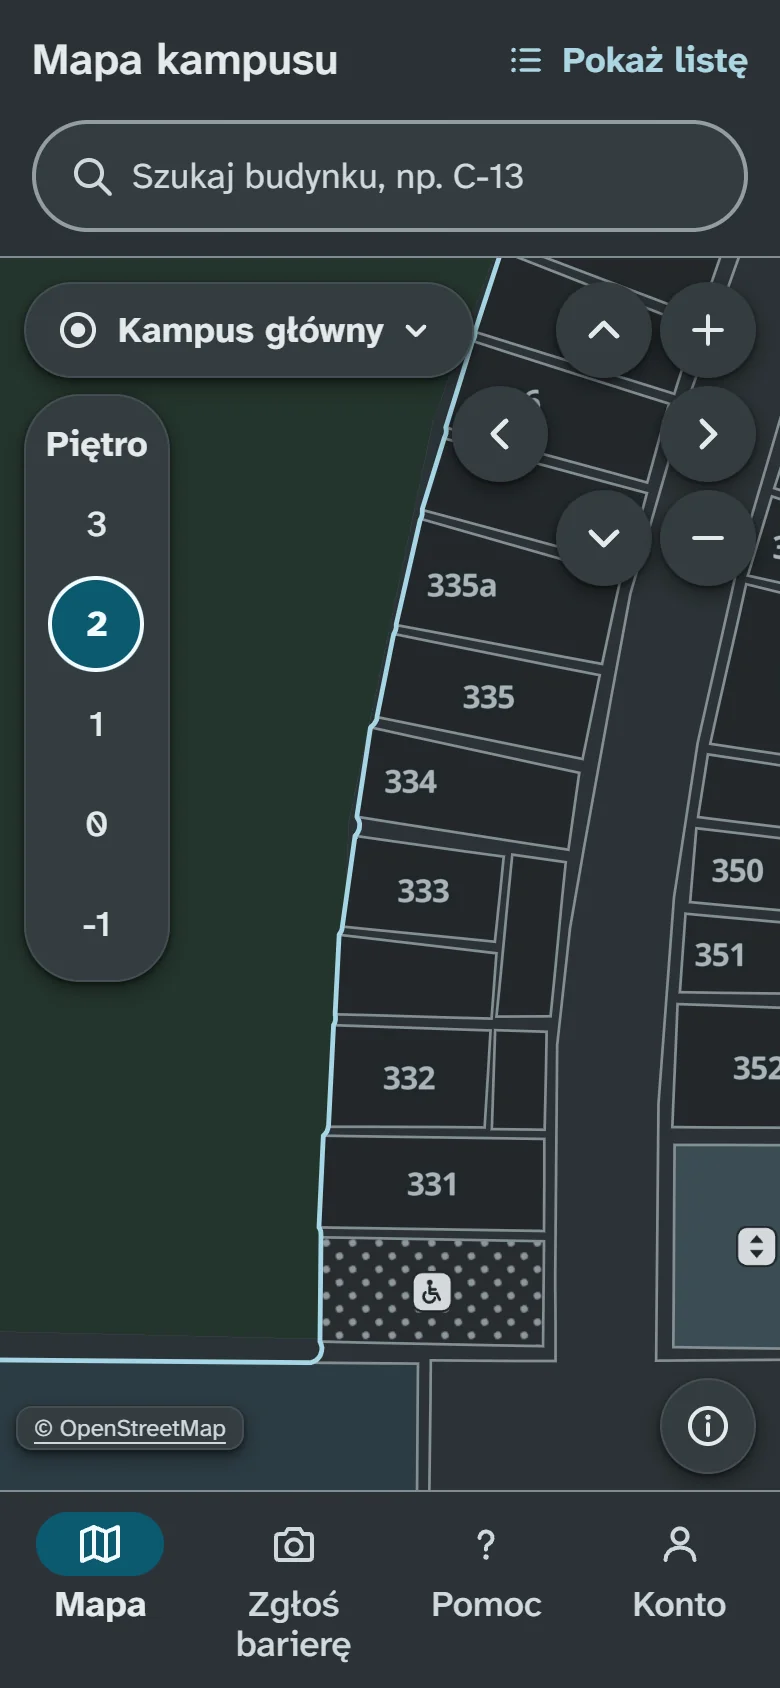 Mapa kampusu
Pokaż listę
Szukaj budynku, np. C-13
Kampus główny
Piętro
3
2
1
0
-1
335a
335
334
333
332
331
350
351
352
© OpenStreetMap
Mapa
Zgłoś
barierę
Pomoc
Konto